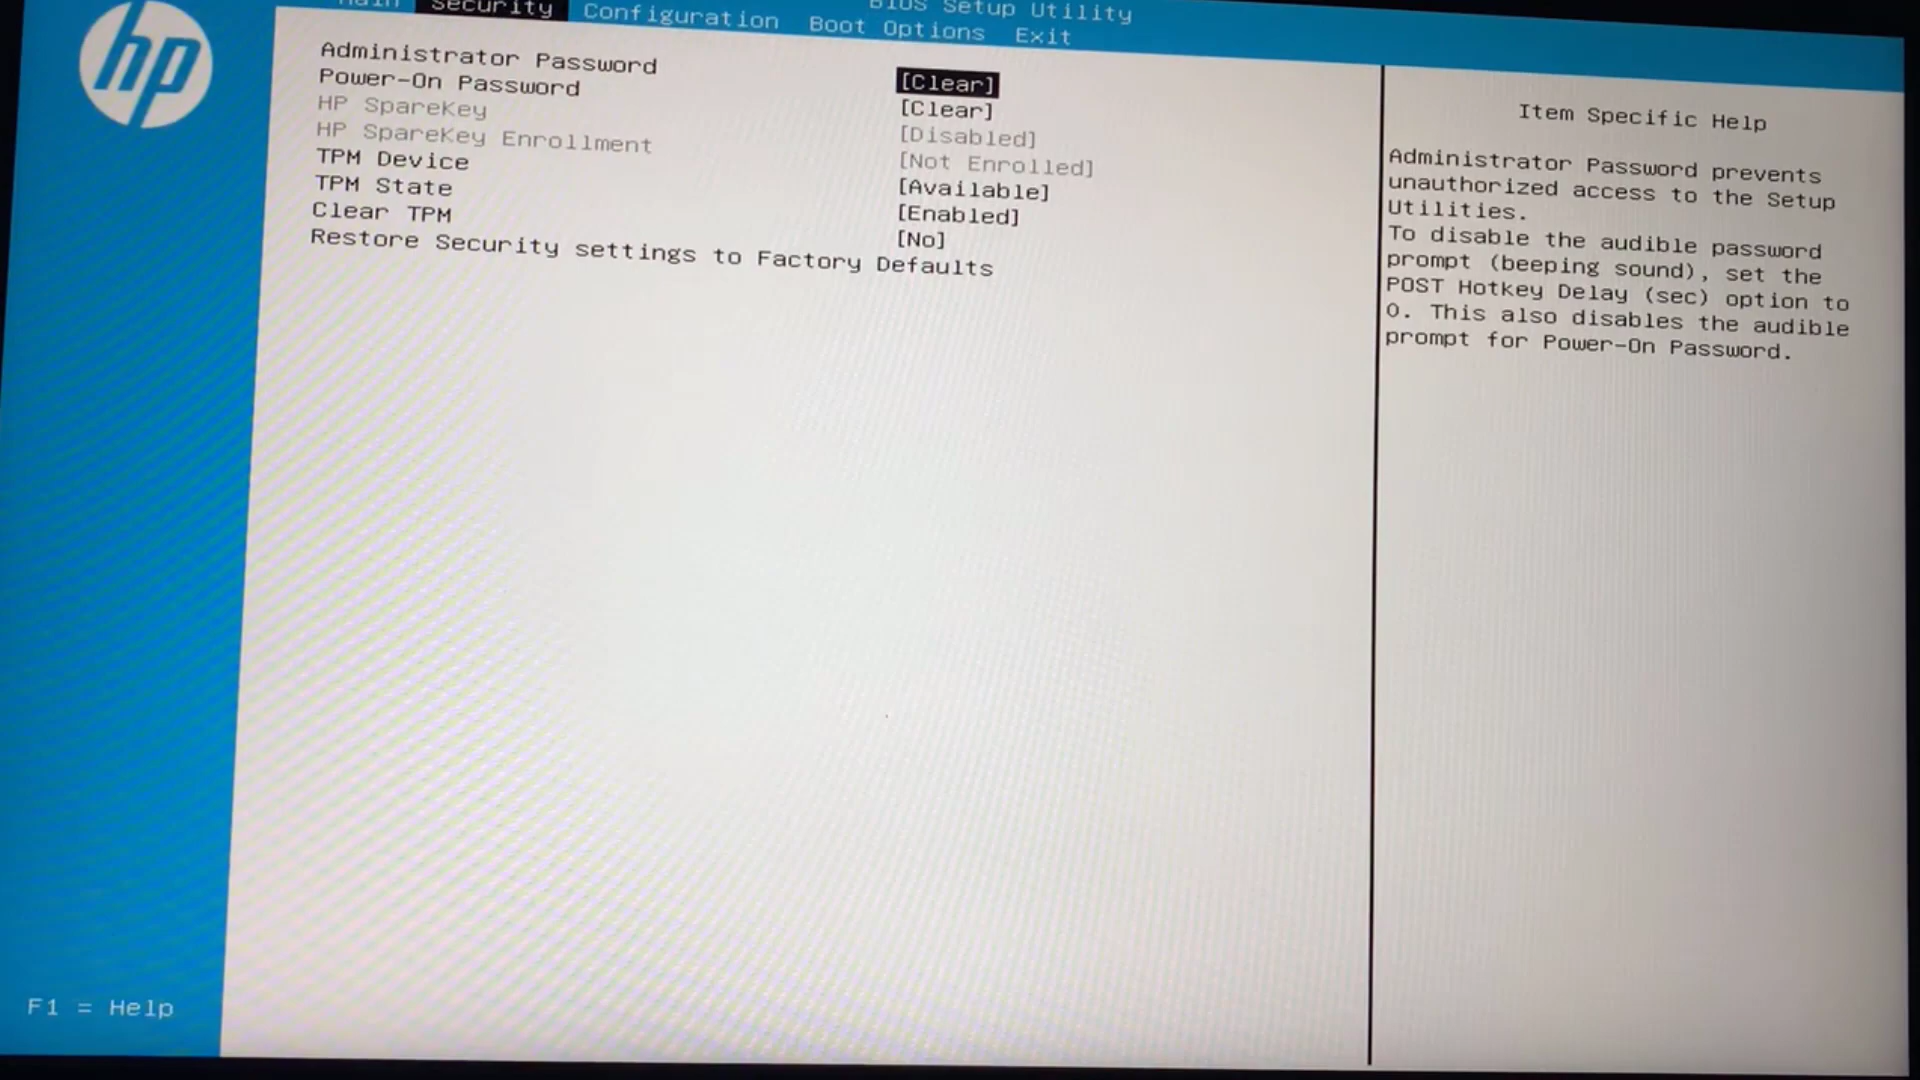 hp
BIOS Setup Utility
Main Security Configuration Boot Options Exit
Administrator Password [Clear]
Power-On Password [Clear]
HP SpareKey [Disabled]
HP SpareKey Enrollment [Not Enrolled]
TPM Device [Available]
TPM State [Enabled]
Clear TPM [No]
Restore Security settings to Factory Defaults
Item Specific Help
Administrator Password prevents
unauthorized access to the Setup
Utilities.
To disable the audible password
prompt (beeping sound), set the
POST Hotkey Delay (sec) option to
0. This also disables the audible
prompt for Power-On Password.
F1 = Help